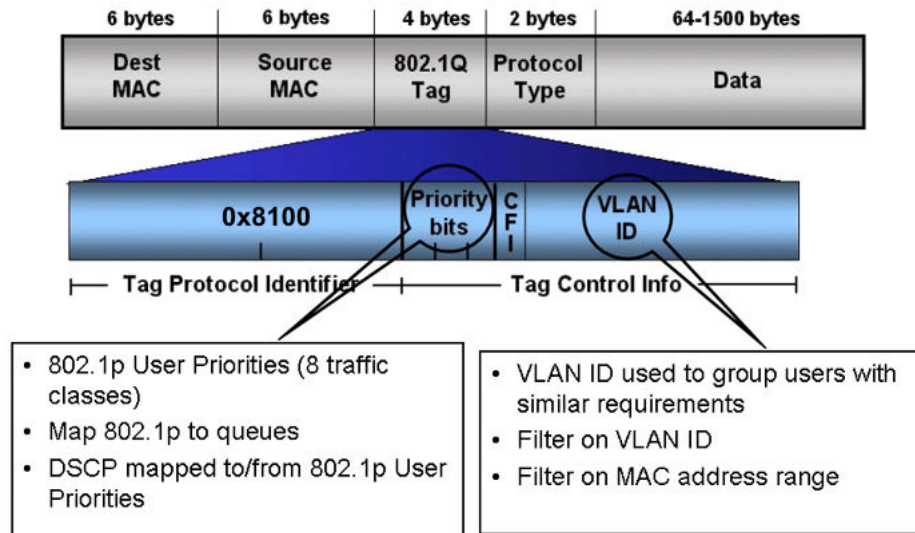 6 bytes 6 bytes 4 bytes 2 bytes 64-1500 bytes
Dest MAC
Source MAC
802.1Q Tag
Protocol Type
Data
0x8100
Priority bits
CFI
VLAN ID
Tag Protocol Identifier
Tag Control Info
• 802.1p User Priorities (8 traffic
classes)
• Map 802.1p to queues
• DSCP mapped to/from 802.1p User
Priorities
• VLAN ID used to group users with
similar requirements
• Filter on VLAN ID
• Filter on MAC address range